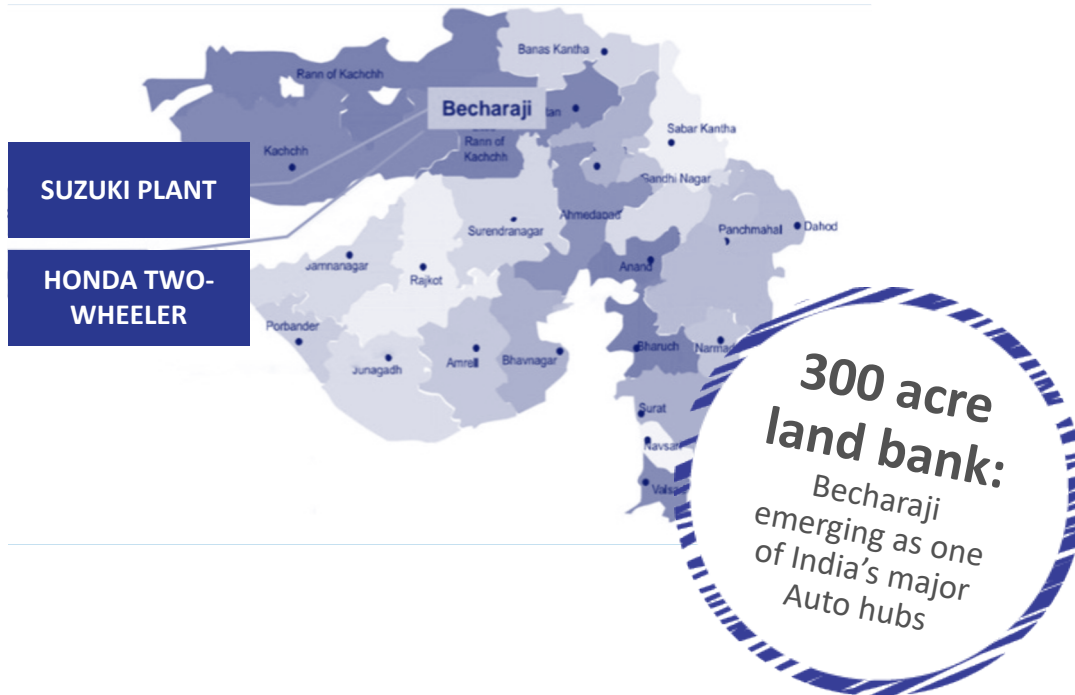 Banas Kantha
Rann of Kachchh
Becharaji
Sabar Kantha
Rann of
Kachchh
Kachchh
SUZUKI PLANT
Gandhi Nagar
Ahmedabad
Surendranagar
Panchmahal
Dahod
Jamnanagar
Rajkot
Anand
HONDA TWO-
WHEELER
Porbander
Junagadh
Amreli
Bhavnagar
Bharuch
Surat
300 acre
land bank:
Becharaji
emerging as one
of India’s major
Auto hubs